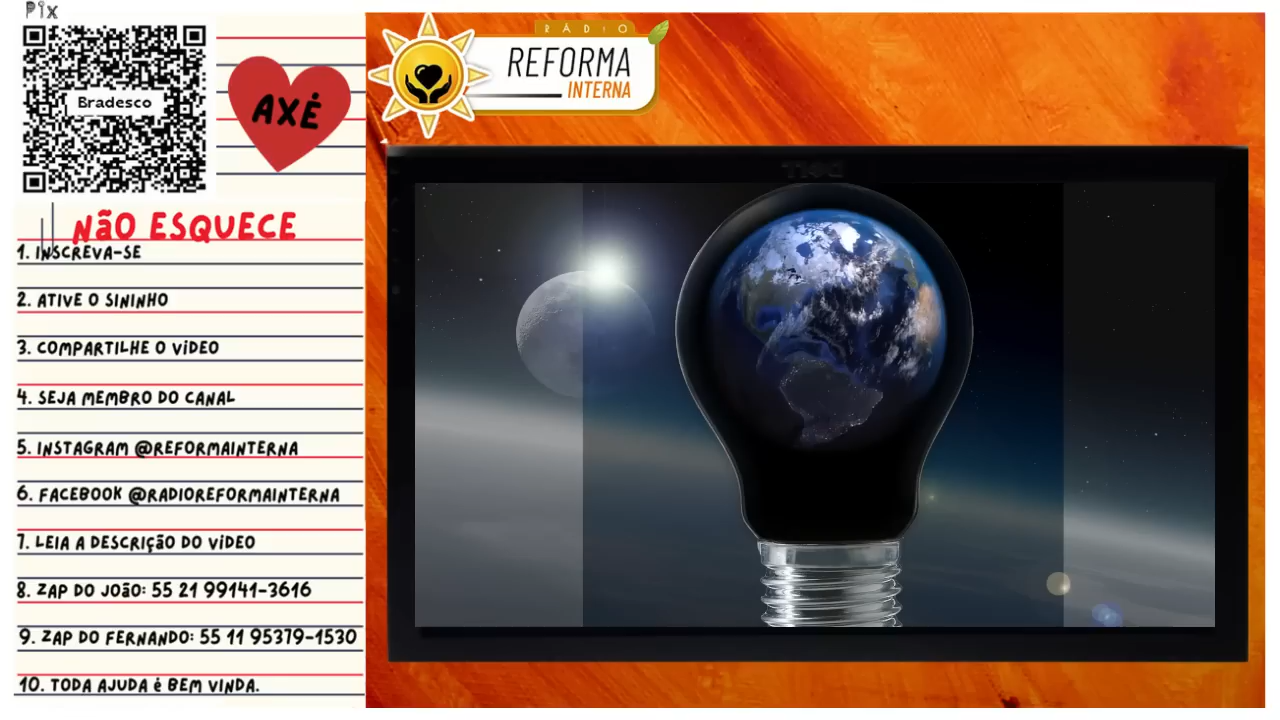 Pix
Bradesco
AXÉ
NÃO ESQUECE
1. INSCREVA-SE
2. ATIVE O SININHO
3. COMPARTILHE O VÍDEO
4. SEJA MEMBRO DO CANAL
5. INSTAGRAM @REFORMAINTERNA
6. FACEBOOK @RADIOREFORMAINTERNA
7. LEIA A DESCRIÇÃO DO VÍDEO
8. ZAP DO JOÃO: 55 21 99141-3616
9. ZAP DO FERNANDO: 55 11 95379-1530
10. TODA AJUDA É BEM VINDA.
RÁDIO
REFORMA
INTERNA